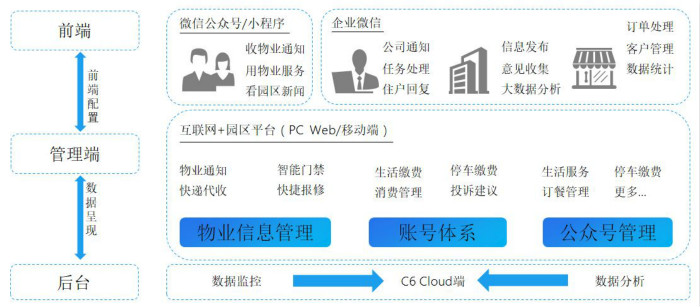 前端
前端配置
管理端
数据呈现
后台
微信公众号/小程序
收物业通知
用物业服务
看园区新闻
企业微信
公司通知
任务处理
住户回复
信息发布
意见收集
大数据分析
订单处理
客户管理
数据统计
互联网+园区平台（PC Web/移动端）
物业通知
快递代收
智能门禁
快捷报修
生活缴费
消费管理
停车缴费
投诉建议
生活服务
订餐管理
停车缴费
更多...
物业信息管理
账号体系
公众号管理
数据监控
C6 Cloud端
数据分析